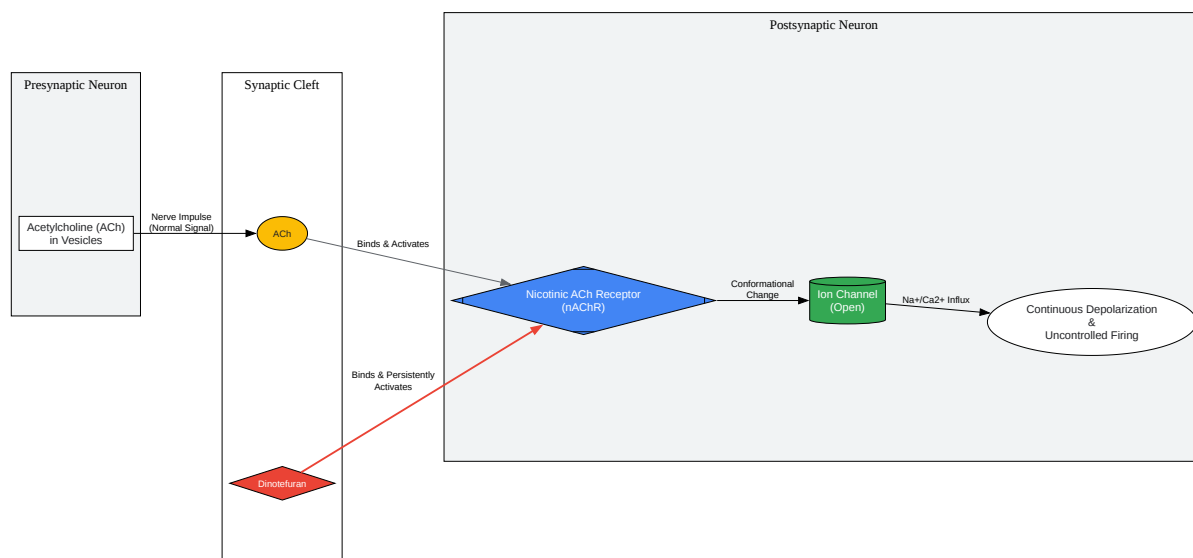 Postsynaptic Neuron
Presynaptic Neuron
Synaptic Cleft
Acetylcholine (ACh)
in Vesicles
Nerve Impulse
(Normal Signal)
ACh
Binds & Activates
Nicotinic ACh Receptor
(nAChR)
Conformational
Change
Ion Channel
(Open)
Na+/Ca2+ Influx
Continuous Depolarization
&
Uncontrolled Firing
Binds & Persistently
Activates
Dinotefuran